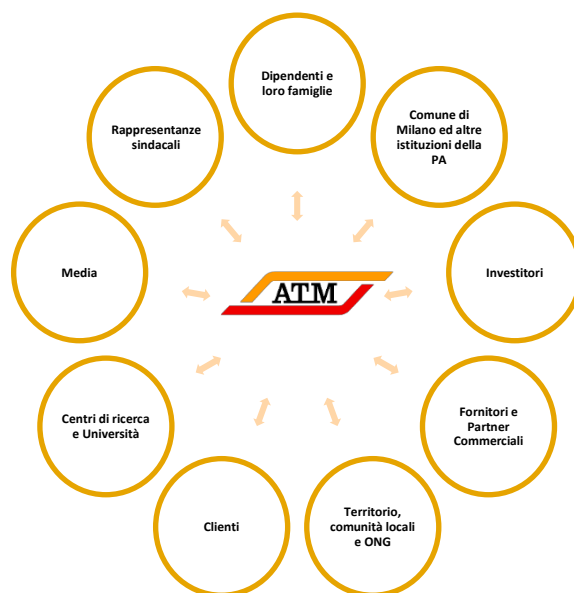 Dipendenti e
loro famiglie
Comune di
Milano ed altre
istituzioni della
PA
Investitori
Fornitori e
Partner
Commerciali
Territorio,
comunità locali
e ONG
Clienti
Centri di ricerca
e Università
Media
Rappresentanze
sindacali
ATM